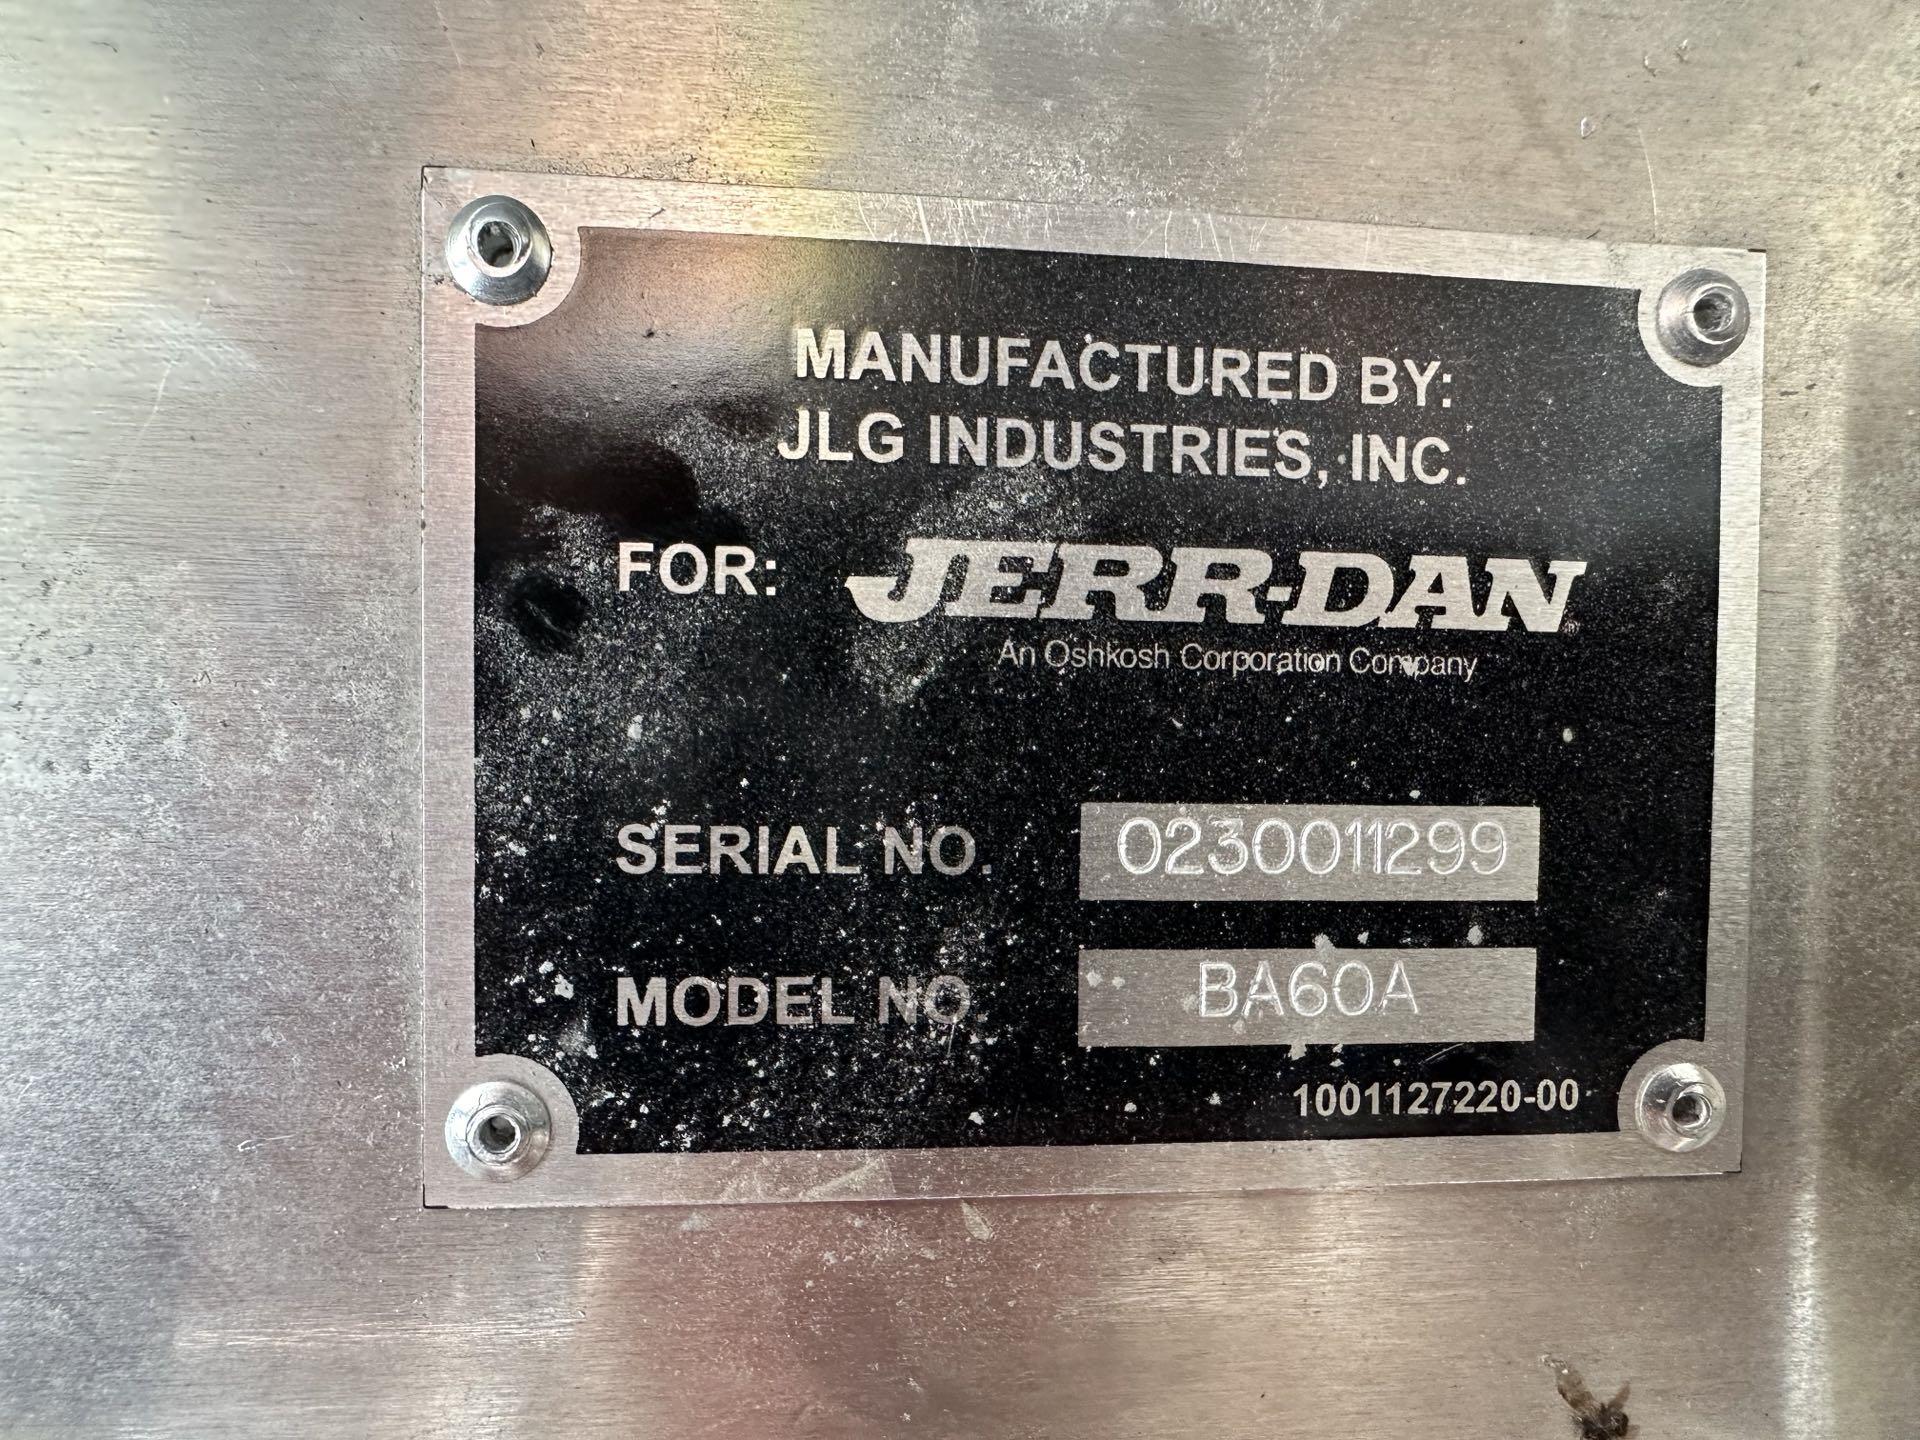 MANUFACTURED BY:
JLG INDUSTRIES, INC.
FOR: JERR-DAN®
An Oshkosh Corporation Company
SERIAL NO. 0230011299
MODEL NO. BA60A
1001127220-00